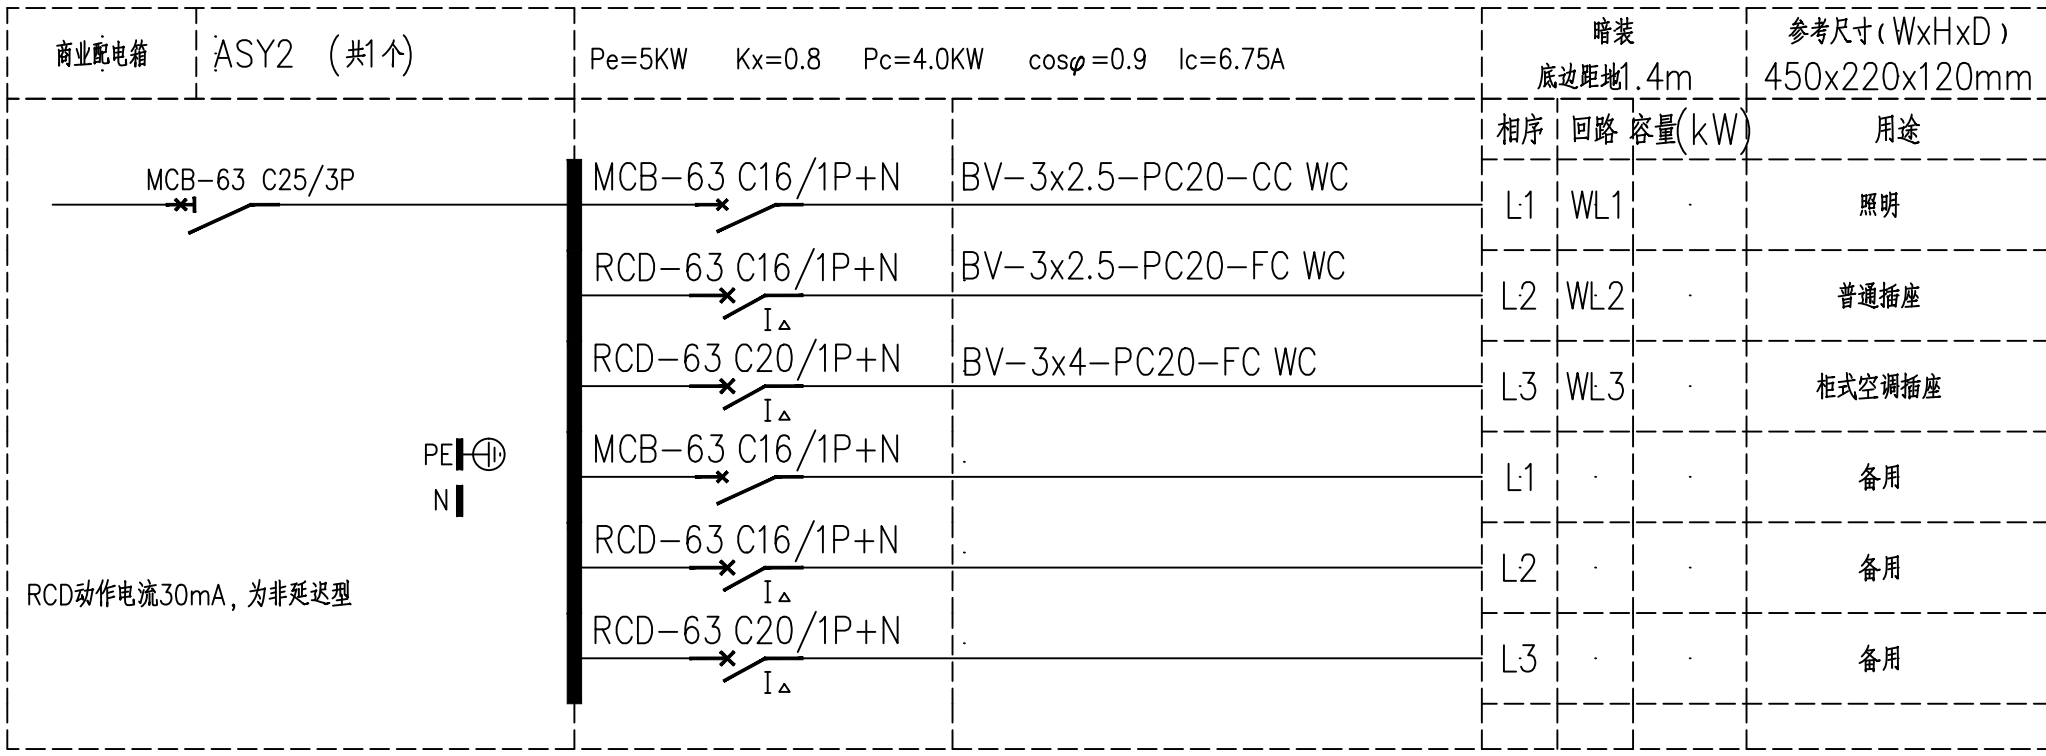 商业配电箱
ASY2 (共1个)
Pe=5KW Kx=0.8 Pc=4.0KW cosφ=0.9 Ic=6.75A
暗装
底边距地1.4m
参考尺寸(WxHxD)
450x220x120mm
相序 回路 容量(kW) 用途
MCB-63 C25/3P
MCB-63 C16/1P+N BV-3x2.5-PC20-CC WC L1 WL1 照明
RCD-63 C16/1P+N BV-3x2.5-PC20-FC WC L2 WL2 普通插座
I△
RCD-63 C20/1P+N BV-3x4-PC20-FC WC L3 WL3 柜式空调插座
I△
MCB-63 C16/1P+N L1 备用
PE
N
RCD-63 C16/1P+N L2 备用
I△
RCD动作电流30mA, 为非延迟型
RCD-63 C20/1P+N L3 备用
I△